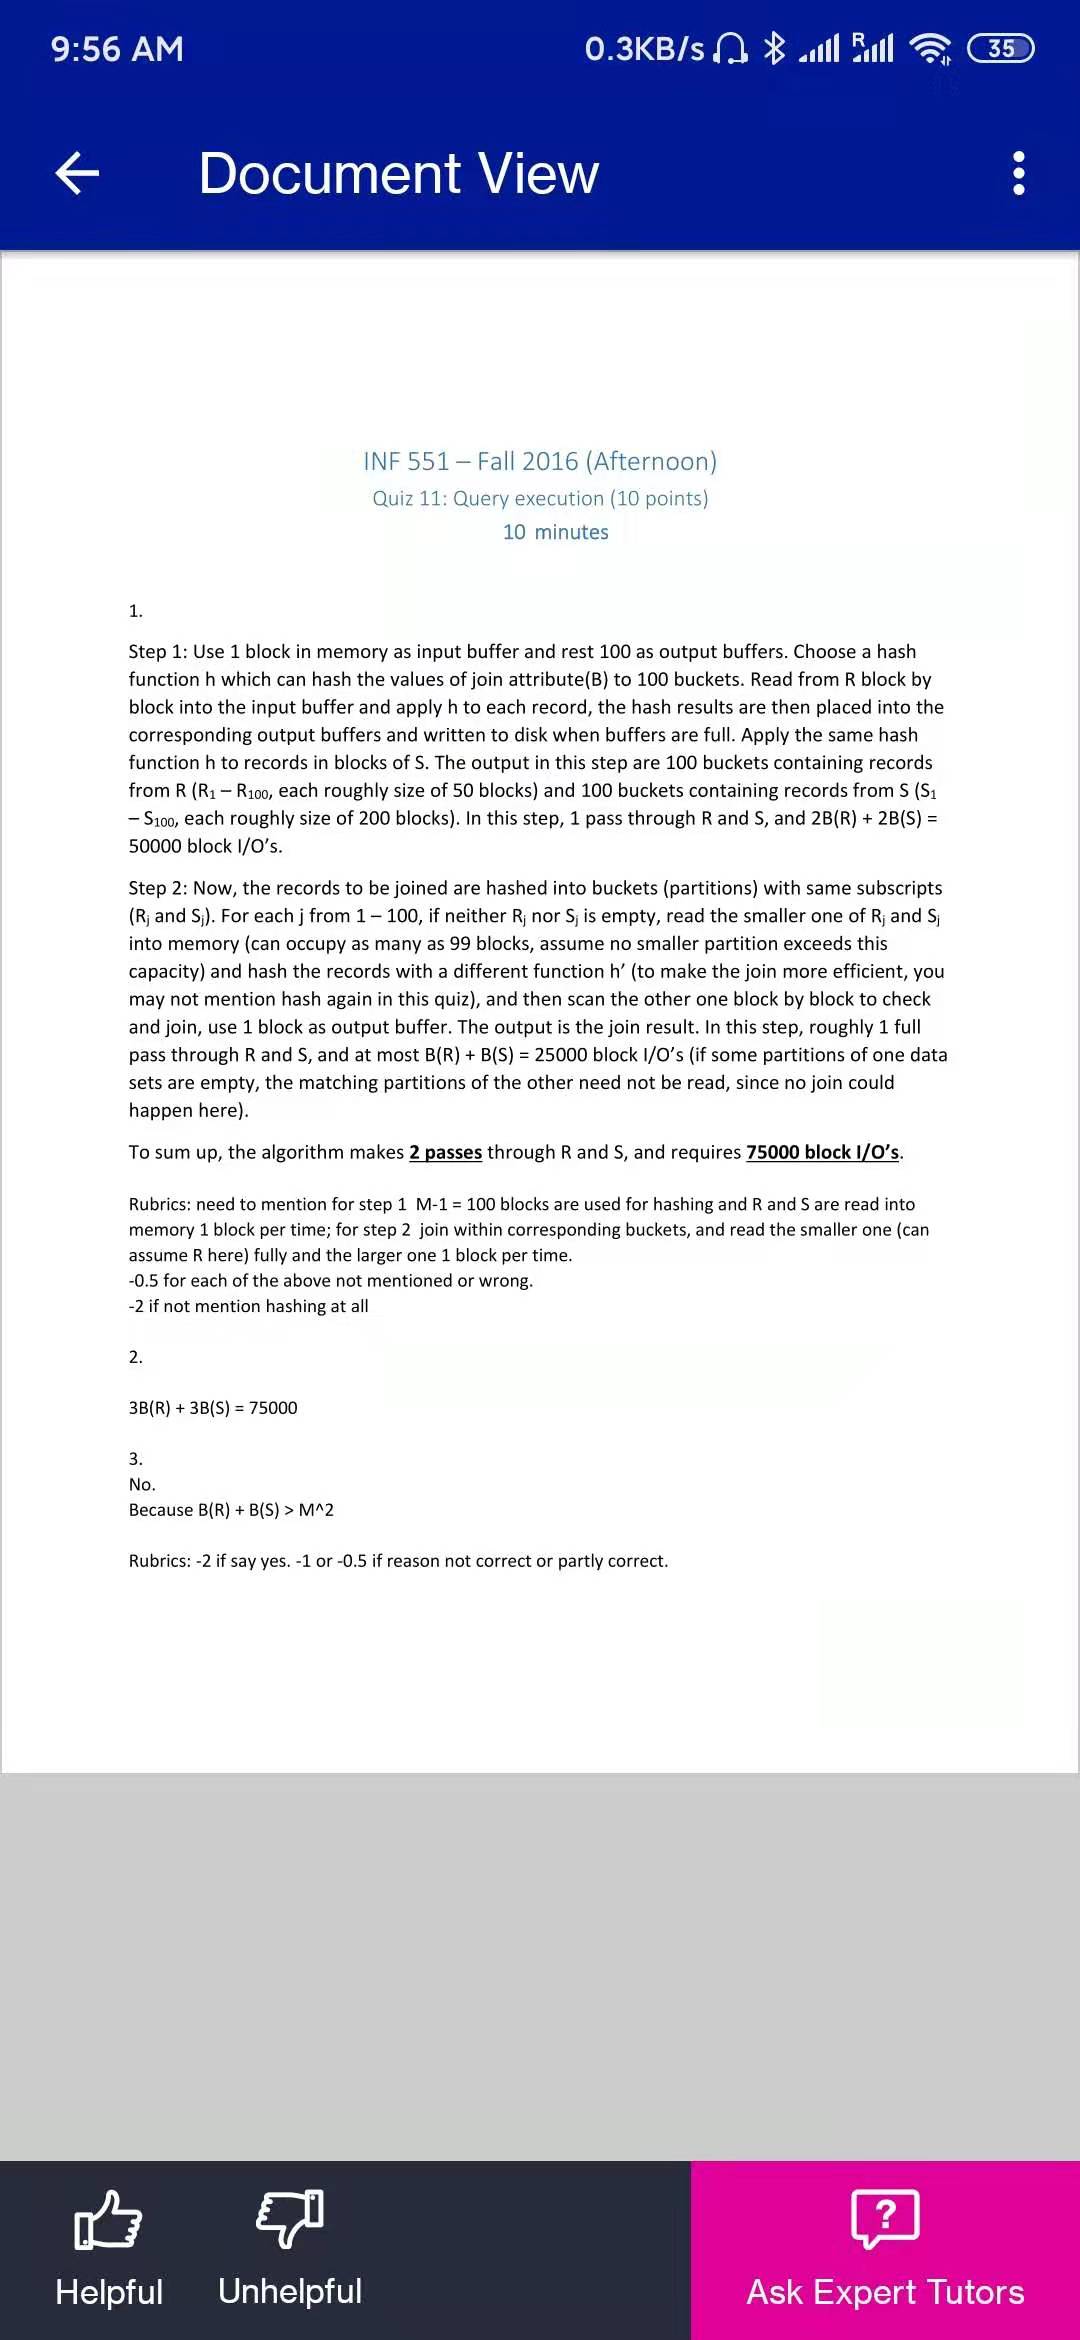 9:56 AM 0.3KB/s R 35
Document View
INF 551 – Fall 2016 (Afternoon)
Quiz 11: Query execution (10 points)
10 minutes
1.
Step 1: Use 1 block in memory as input buffer and rest 100 as output buffers. Choose a hash
function h which can hash the values of join attribute(B) to 100 buckets. Read from R block by
block into the input buffer and apply h to each record, the hash results are then placed into the
corresponding output buffers and written to disk when buffers are full. Apply the same hash
function h to records in blocks of S. The output in this step are 100 buckets containing records
from R (R₁ – R₁₀₀, each roughly size of 50 blocks) and 100 buckets containing records from S (S₁
– S₁₀₀, each roughly size of 200 blocks). In this step, 1 pass through R and S, and 2B(R) + 2B(S) =
50000 block I/O's.
Step 2: Now, the records to be joined are hashed into buckets (partitions) with same subscripts
(Rⱼ and Sⱼ). For each j from 1 – 100, if neither Rⱼ nor Sⱼ is empty, read the smaller one of Rⱼ and Sⱼ
into memory (can occupy as many as 99 blocks, assume no smaller partition exceeds this
capacity) and hash the records with a different function h' (to make the join more efficient, you
may not mention hash again in this quiz), and then scan the other one block by block to check
and join, use 1 block as output buffer. The output is the join result. In this step, roughly 1 full
pass through R and S, and at most B(R) + B(S) = 25000 block I/O's (if some partitions of one data
sets are empty, the matching partitions of the other need not be read, since no join could
happen here).
To sum up, the algorithm makes 2 passes through R and S, and requires 75000 block I/O's.
Rubrics: need to mention for step 1 M-1 = 100 blocks are used for hashing and R and S are read into
memory 1 block per time; for step 2 join within corresponding buckets, and read the smaller one (can
assume R here) fully and the larger one 1 block per time.
-0.5 for each of the above not mentioned or wrong.
-2 if not mention hashing at all
2.
3B(R) + 3B(S) = 75000
3.
No.
Because B(R) + B(S) > M^2
Rubrics: -2 if say yes. -1 or -0.5 if reason not correct or partly correct.
Helpful Unhelpful Ask Expert Tutors